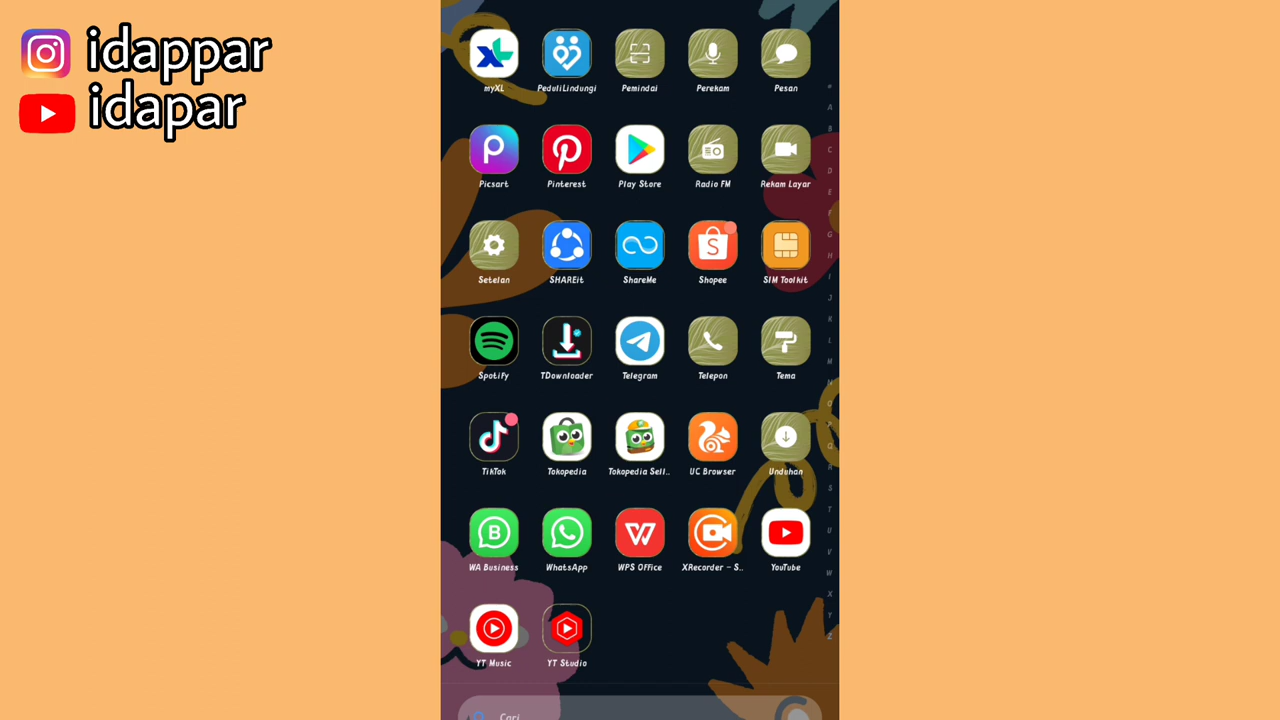 idappar
idapar
myXL PeduliLindungi Pemindai Perekam Pesan
Picsart Pinterest Play Store Radio FM Rekam Layar
Setelan SHAREit ShareMe Shopee SIM Toolkit
Spotify TDownloader Telegram Telepon Tema
TikTok Tokopedia Tokopedia Sell.. UC Browser Unduhan
WA Business WhatsApp WPS Office XRecorder - S.. YouTube
YT Music YT Studio
Cari
#
A
B
C
D
E
F
G
H
I
J
K
L
M
N
O
P
Q
R
S
T
U
V
W
X
Y
Z